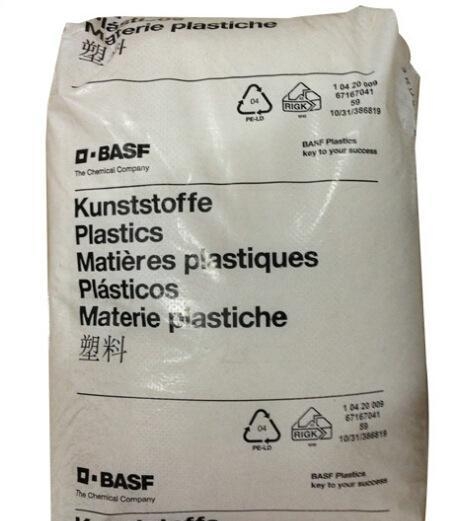 Plásticos
Materie plastiche
塑料
04
PE-LD
RIGK
1 04 20 009
67167041
59
10/31/386819
BASF
The Chemical Company
BASF Plastics
key to your success
Kunststoffe
Plastics
Matières plastiques
Plásticos
Materie plastiche
塑料
04
PE-LD
RIGK
1 04 20 009
67167041
59
10/31/386819
BASF
The Chemical Company
BASF Plastics
key to your success
Kunststoffe